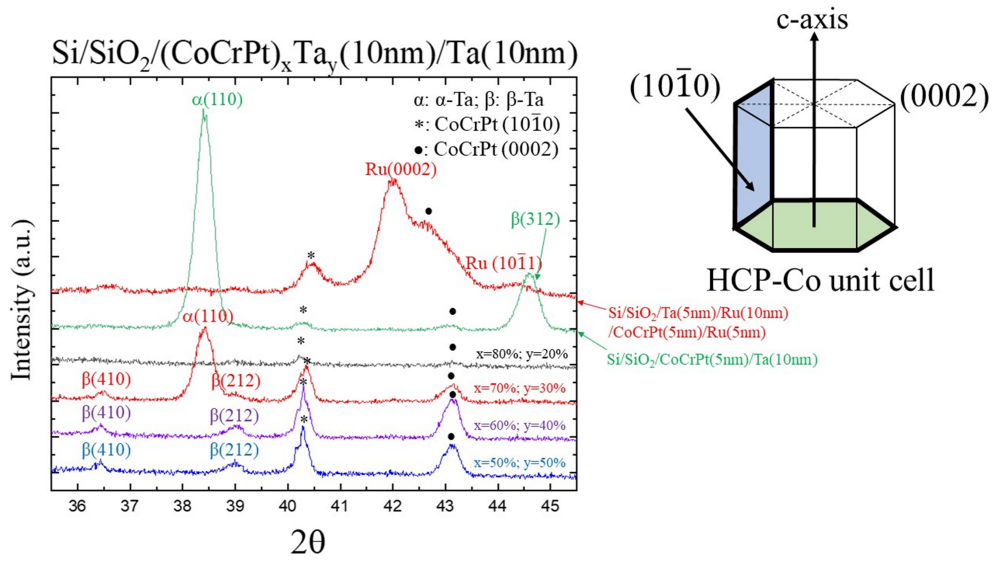 Si/SiO₂/(CoCrPt)ₓTaᵧ(10nm)/Ta(10nm)
α(110)
α: α-Ta; β: β-Ta
*: CoCrPt (101̅0)
●: CoCrPt (0002)
Ru(0002)
●
β(312)
*
Ru (101̅1)
Si/SiO₂/Ta(5nm)/Ru(10nm)
/CoCrPt(5nm)/Ru(5nm)
* ●
α(110)
Si/SiO₂/CoCrPt(5nm)/Ta(10nm)
* ● x=80%; y=20%
β(410) β(212) * ● x=70%; y=30%
β(410) β(212) * ● x=60%; y=40%
β(410) β(212) * ● x=50%; y=50%
36 37 38 39 40 41 42 43 44 45
2θ
Intensity (a.u.)
c-axis
(101̅0)
(0002)
HCP-Co unit cell